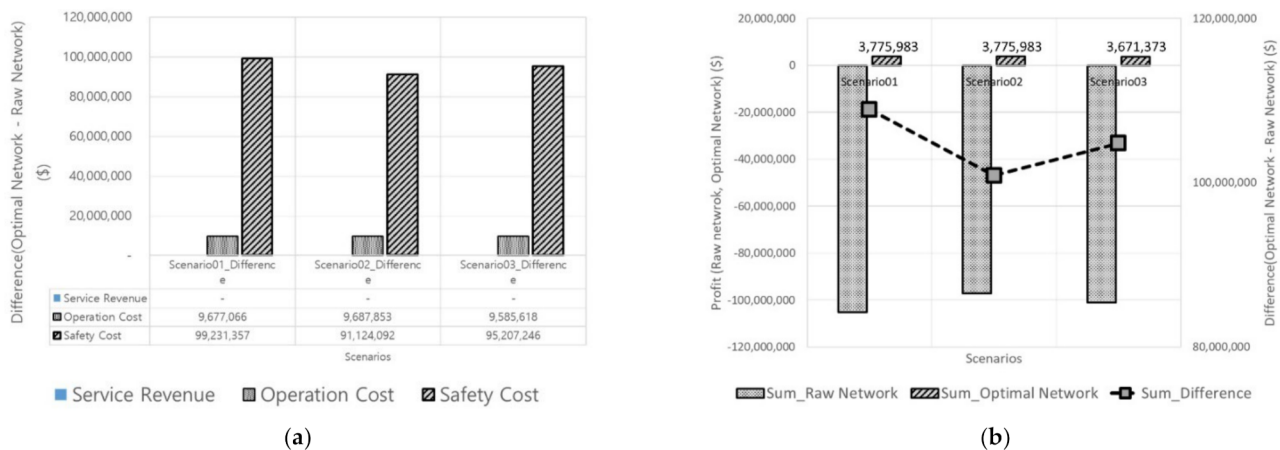 Difference(Optimal Network - Raw Network)
($)
120,000,000
100,000,000
80,000,000
60,000,000
40,000,000
20,000,000
-
Scenario01_Differenc
e
Scenario02_Differenc
e
Scenario03_Differenc
e
Service Revenue - - -
Operation Cost 9,677,066 9,687,853 9,585,618
Safety Cost 99,231,357 91,124,092 95,207,246
Scenarios
Service Revenue Operation Cost Safety Cost
(a)
Profit (Raw netwrok, Optimal Network) ($)
20,000,000
0
-20,000,000
-40,000,000
-60,000,000
-80,000,000
-100,000,000
-120,000,000
3,775,983 3,775,983 3,671,373
Scenario01 Scenario02 Scenario03
Scenarios
120,000,000
100,000,000
80,000,000
Difference(Optimal Network - Raw Network) ($)
Sum_Raw Network Sum_Optimal Network Sum_Difference
(b)